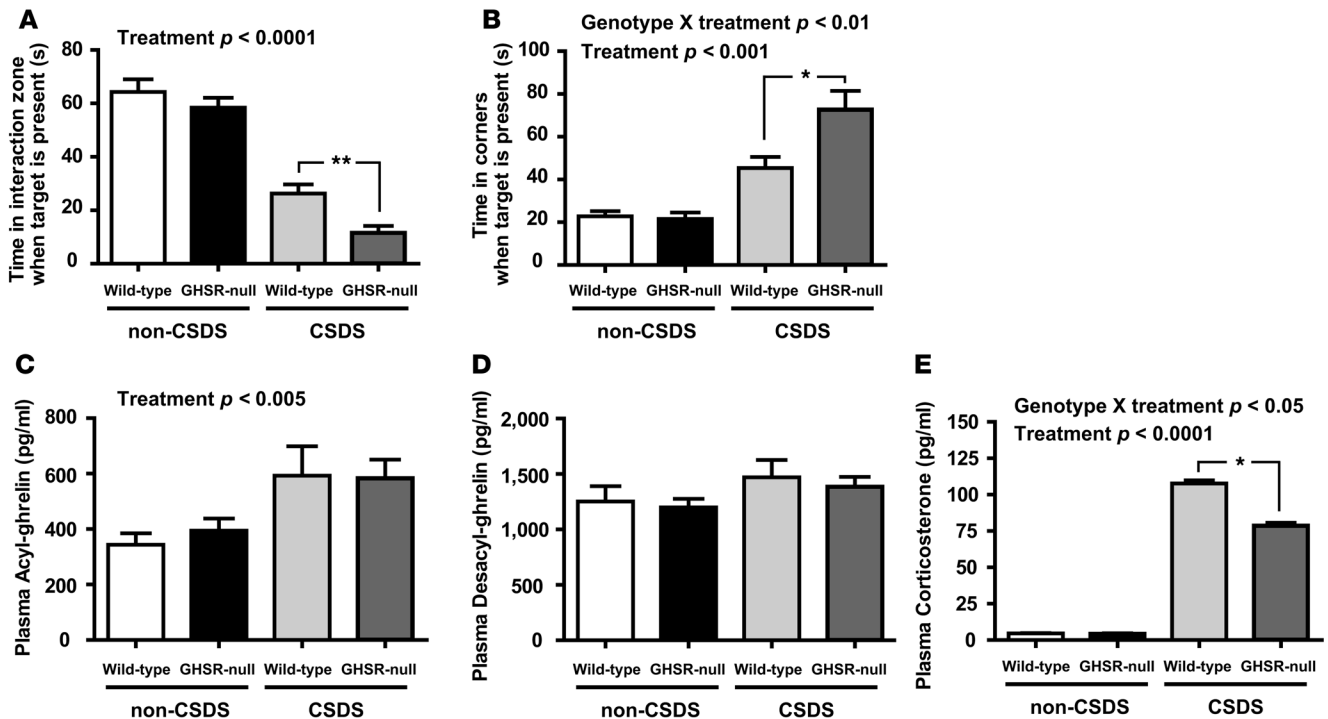 A
Treatment p < 0.0001
Time in interaction zone
when target is present (s)
80
60
40
20
0
**
Wild-type GHSR-null Wild-type GHSR-null
non-CSDS CSDS
B
Genotype X treatment p < 0.01
Treatment p < 0.001
Time in corners
when target is present (s)
100
80
60
40
20
0
*
Wild-type GHSR-null Wild-type GHSR-null
non-CSDS CSDS
C
Treatment p < 0.005
Plasma Acyl-ghrelin (pg/ml)
800
600
400
200
0
Wild-type GHSR-null Wild-type GHSR-null
non-CSDS CSDS
D
Plasma Desacyl-ghrelin (pg/ml)
2,000
1,500
1,000
500
0
Wild-type GHSR-null Wild-type GHSR-null
non-CSDS CSDS
E
Genotype X treatment p < 0.05
Treatment p < 0.0001
Plasma Corticosterone (pg/ml)
150
125
100
75
50
25
0
*
Wild-type GHSR-null Wild-type GHSR-null
non-CSDS CSDS